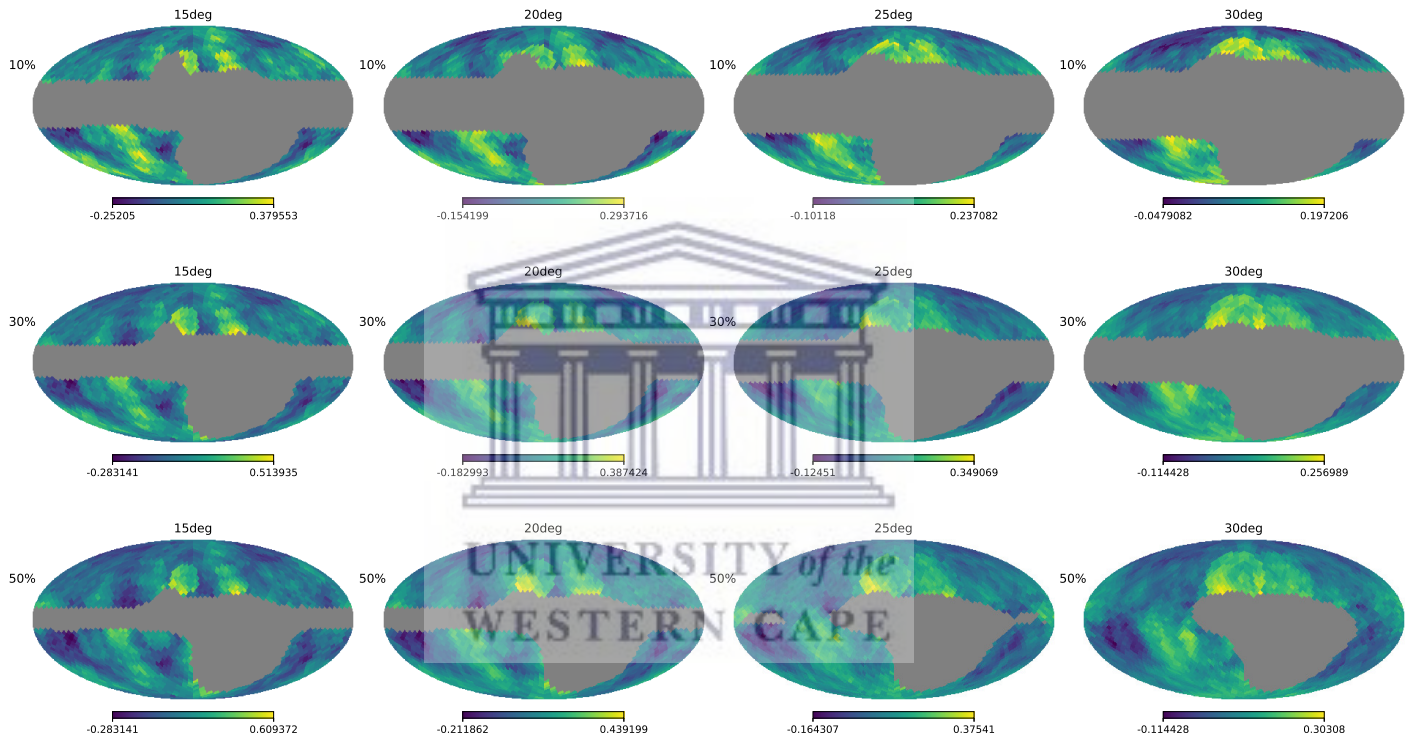 15deg 20deg 25deg 30deg
10% 10% 10% 10%
-0.25205 0.379553 -0.154199 0.293716 -0.10118 0.237082 -0.0479082 0.197206
15deg 20deg 25deg 30deg
30% 30% 30% 30%
-0.283141 0.513935 -0.182993 0.387424 -0.12451 0.349069 -0.114428 0.256989
15deg 20deg 25deg 30deg
UNIVERSITY of the
50% 50% 50% 50%
WESTERN CAPE
-0.283141 0.609372 -0.211862 0.439199 -0.164307 0.37541 -0.114428 0.30308